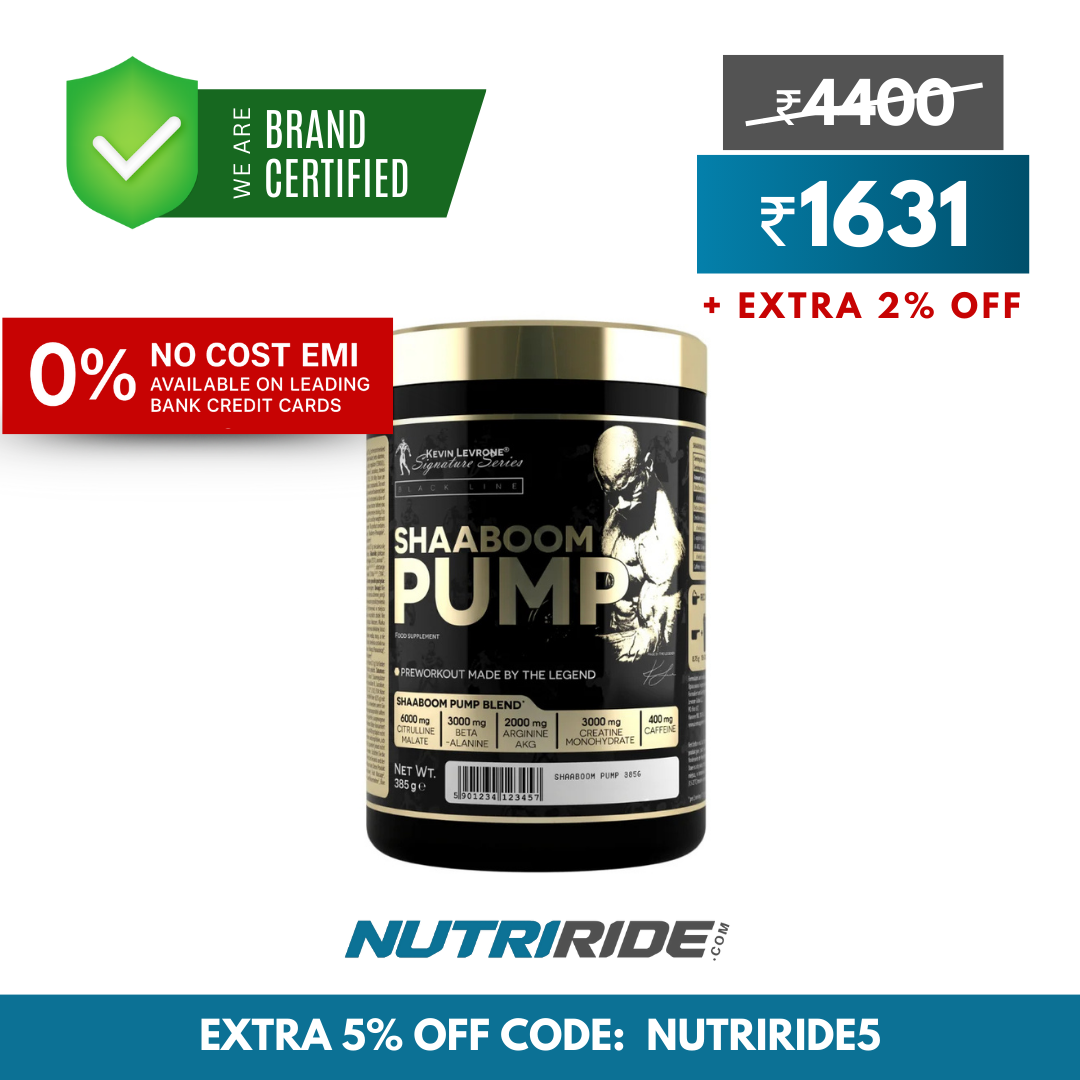 WE ARE
BRAND
CERTIFIED
₹4400
₹1631
+ EXTRA 2% OFF
0%
NO COST EMI
AVAILABLE ON LEADING
BANK CREDIT CARDS
KEVIN LEVRONE®
Signature Series
BLACK LINE
SHAABOOM
PUMP
FOOD SUPPLEMENT
PREWORKOUT MADE BY THE LEGEND
SHAABOOM PUMP BLEND*
6000 mg
CITRULLINE
MALATE
3000 mg
BETA
-ALANINE
2000 mg
ARGININE
AKG
3000 mg
CREATINE
MONOHYDRATE
400 mg
CAFFEINE
NET WT.
385 g e
SHAABOOM PUMP 385G
5 901234 123457
NUTRIRIDE.COM
EXTRA 5% OFF CODE: NUTRIRIDE5